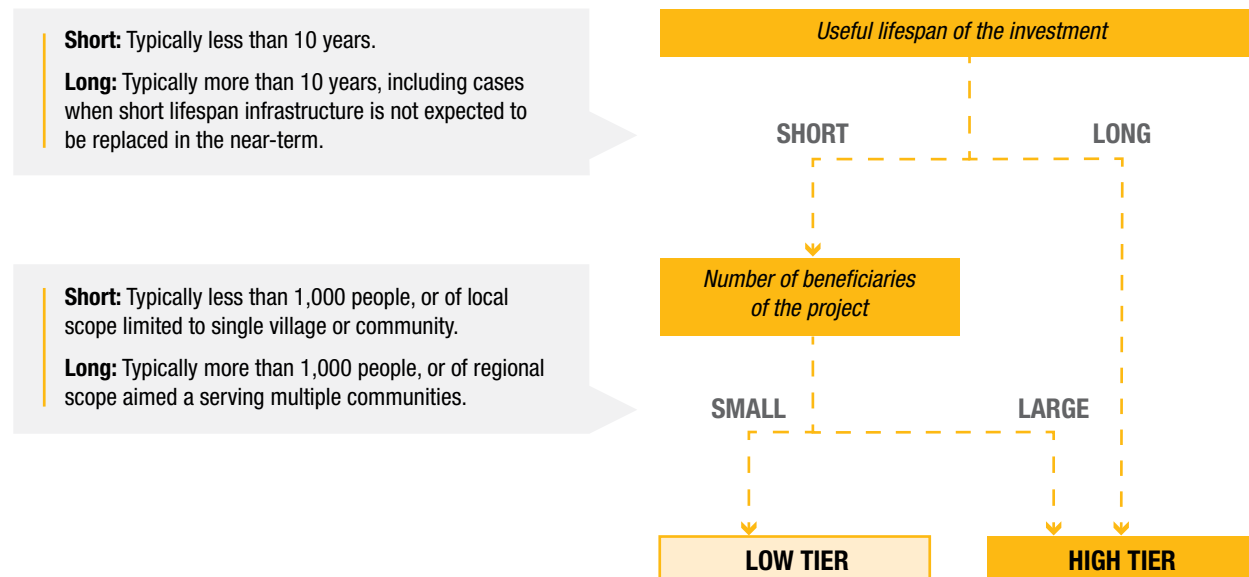 Short: Typically less than 10 years.
Long: Typically more than 10 years, including cases
when short lifespan infrastructure is not expected to
be replaced in the near-term.
Useful lifespan of the investment
SHORT
LONG
Short: Typically less than 1,000 people, or of local
scope limited to single village or community.
Long: Typically more than 1,000 people, or of regional
scope aimed a serving multiple communities.
Number of beneficiaries
of the project
SMALL
LARGE
LOW TIER
HIGH TIER